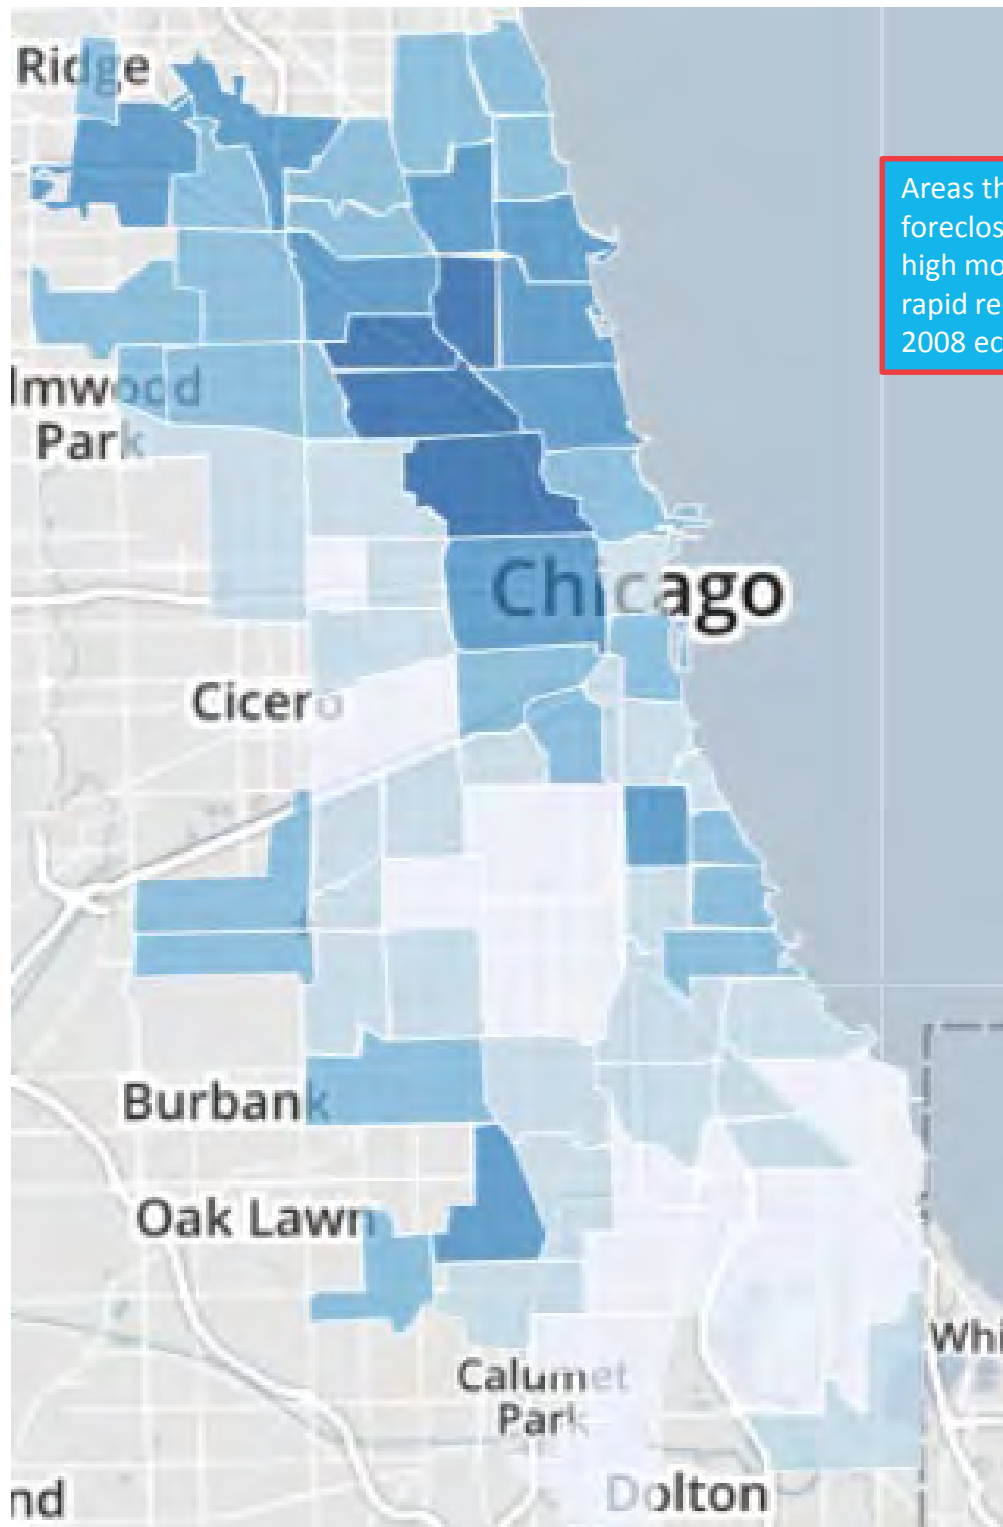 Ridge
Areas th
foreclos
high mo
rapid re
2008 ec
lmwood
Park
Chicago
Cicero
Burbank
Oak Lawn
Whi
Calumet
Park
Dolton
nd